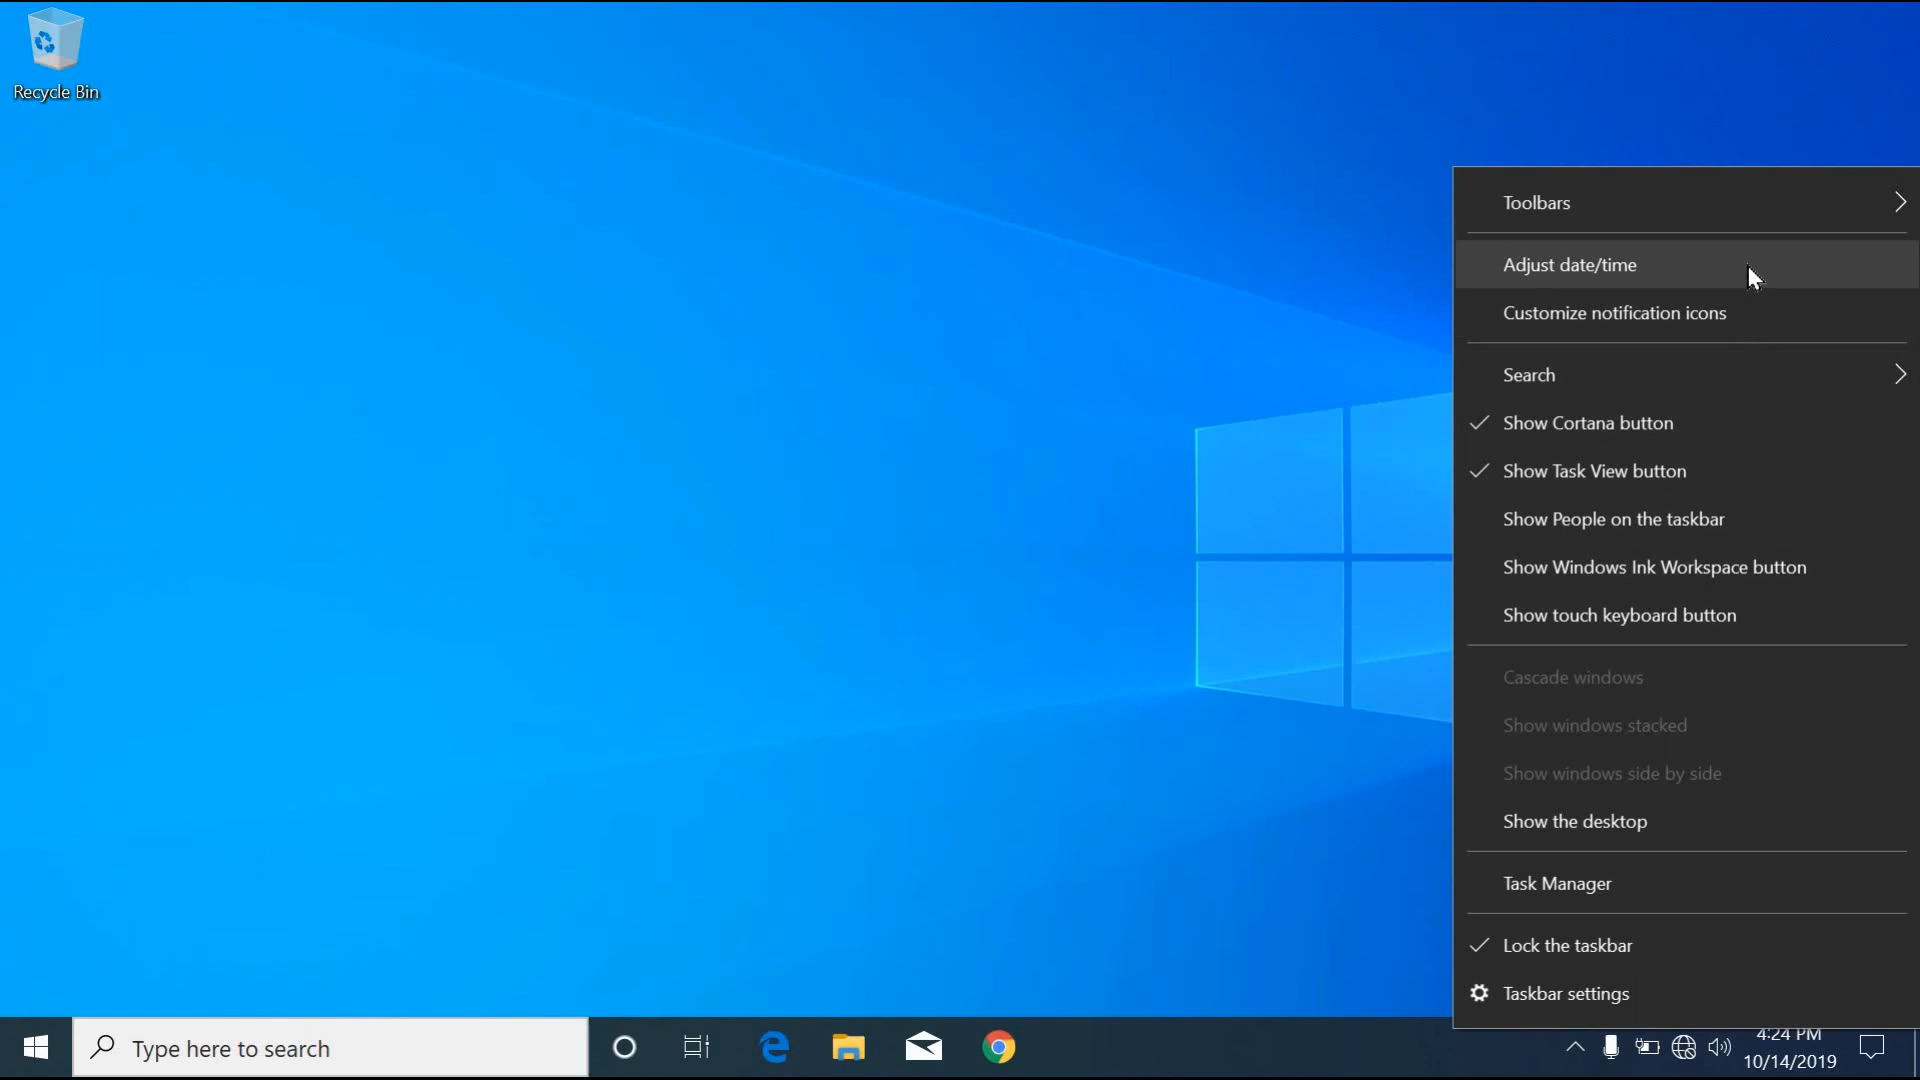 Recycle Bin
Toolbars
Adjust date/time
Customize notification icons
Search
Show Cortana button
Show Task View button
Show People on the taskbar
Show Windows Ink Workspace button
Show touch keyboard button
Cascade windows
Show windows stacked
Show windows side by side
Show the desktop
Task Manager
Lock the taskbar
Taskbar settings
Type here to search
4:24 PM
10/14/2019